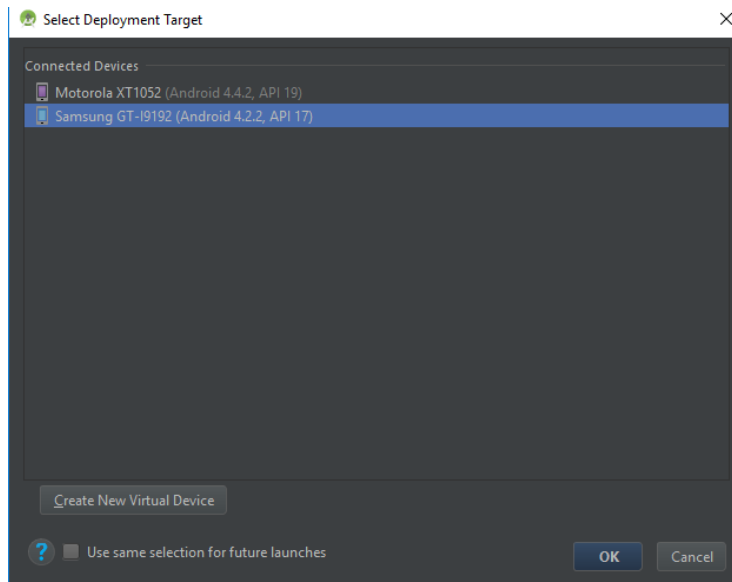 Select Deployment Target
Connected Devices
Motorola XT1052 (Android 4.4.2, API 19)
Samsung GT-I9192 (Android 4.2.2, API 17)
Create New Virtual Device
? Use same selection for future launches
OK Cancel